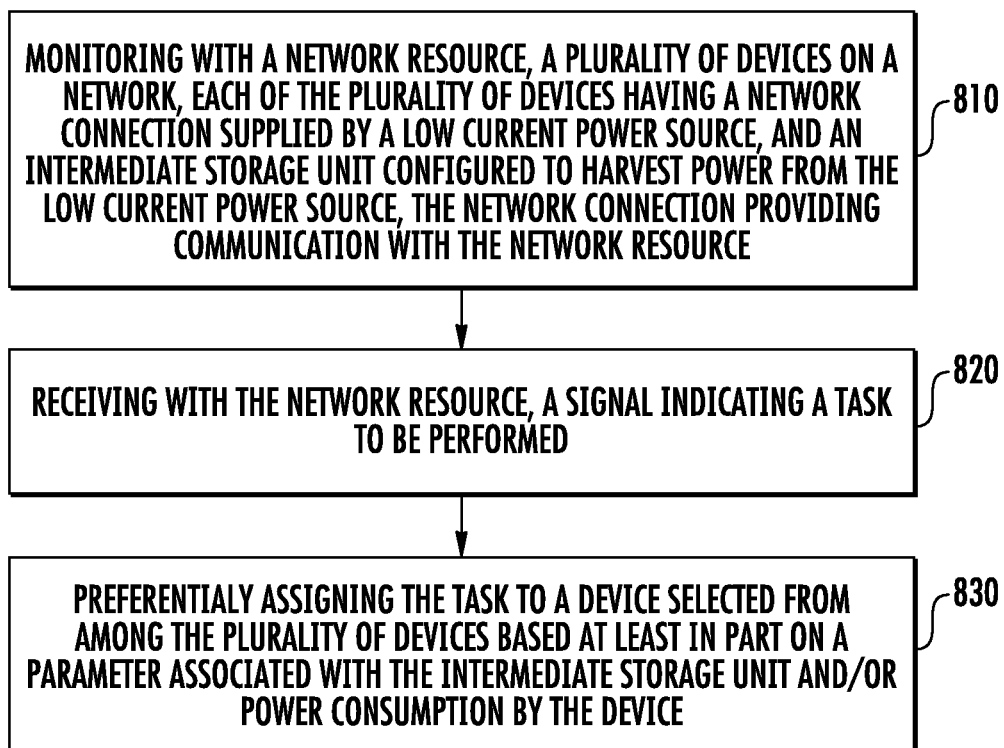 MONITORING WITH A NETWORK RESOURCE, A PLURALITY OF DEVICES ON A
NETWORK, EACH OF THE PLURALITY OF DEVICES HAVING A NETWORK
CONNECTION SUPPLIED BY A LOW CURRENT POWER SOURCE, AND AN
INTERMEDIATE STORAGE UNIT CONFIGURED TO HARVEST POWER FROM THE
LOW CURRENT POWER SOURCE, THE NETWORK CONNECTION PROVIDING
COMMUNICATION WITH THE NETWORK RESOURCE
810
RECEIVING WITH THE NETWORK RESOURCE, A SIGNAL INDICATING A TASK
TO BE PERFORMED
820
PREFERENTIALY ASSIGNING THE TASK TO A DEVICE SELECTED FROM
AMONG THE PLURALITY OF DEVICES BASED AT LEAST IN PART ON A
PARAMETER ASSOCIATED WITH THE INTERMEDIATE STORAGE UNIT AND/OR
POWER CONSUMPTION BY THE DEVICE
830